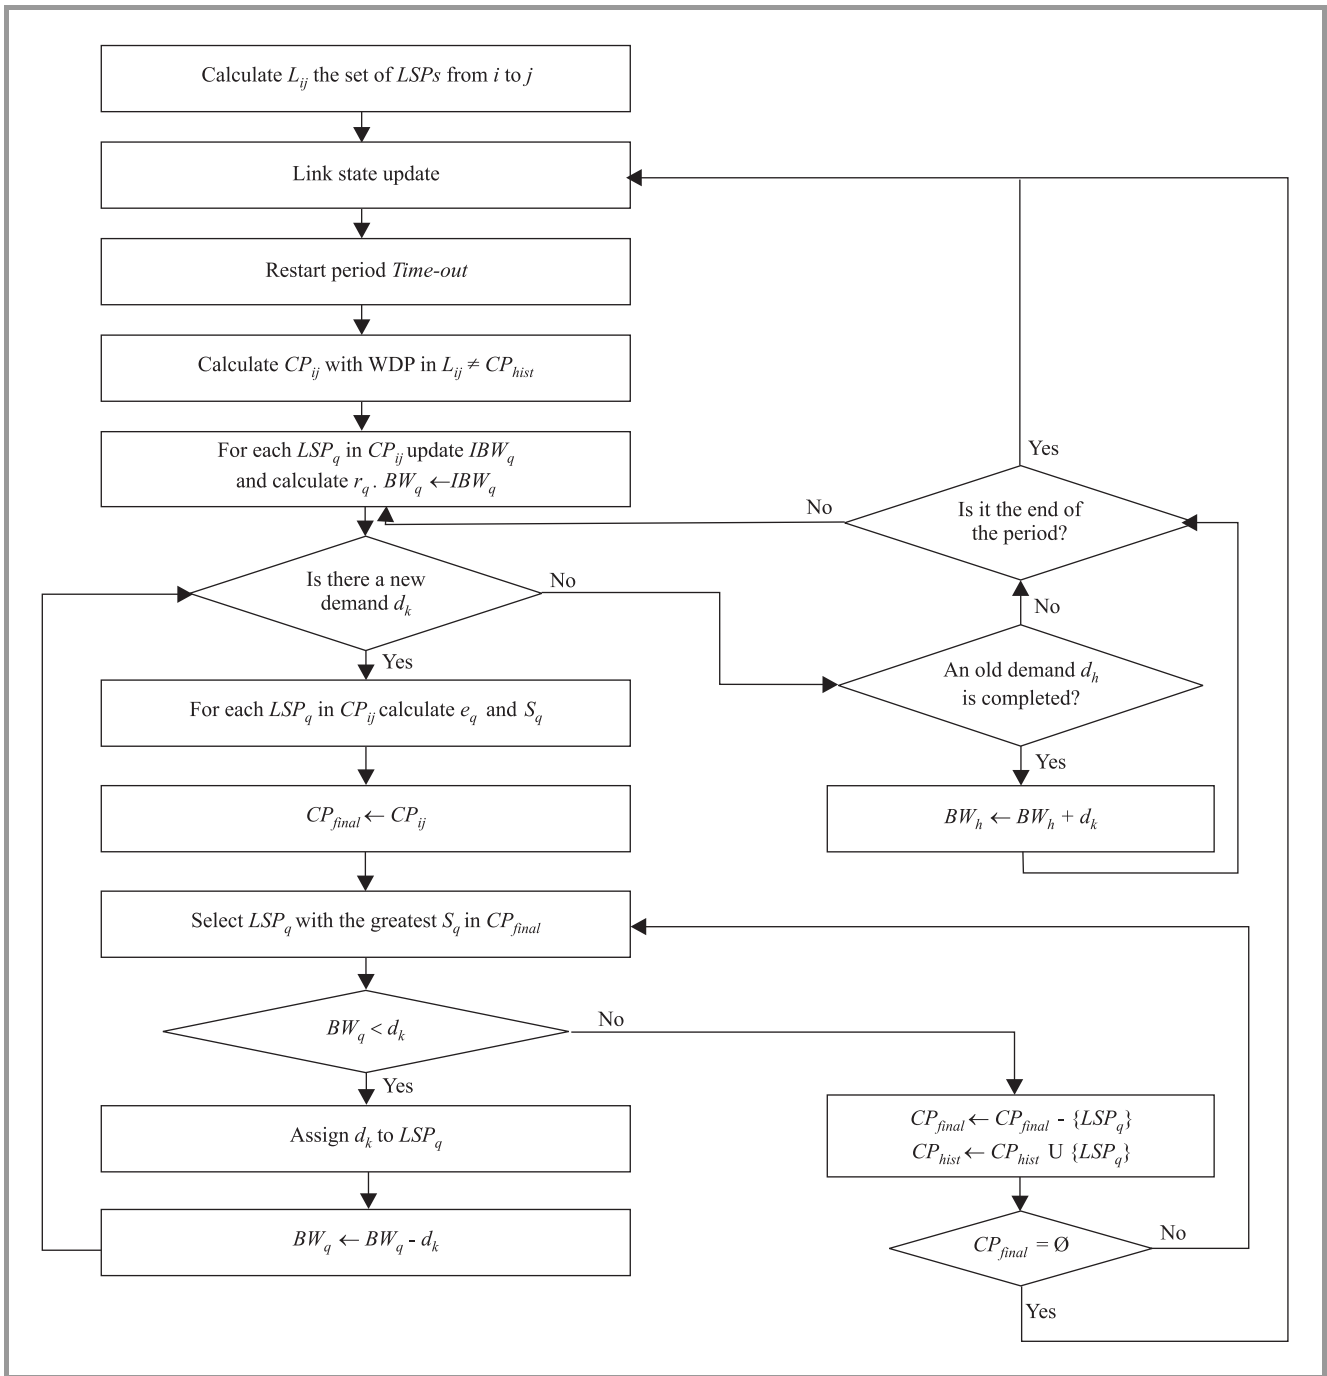 Calculate L_ij the set of LSPs from i to j
Link state update
Restart period Time-out
Calculate CP_ij with WDP in L_ij ≠ CP_hist
For each LSP_q in CP_ij update IBW_q
and calculate r_q. BW_q ←IBW_q
Yes
No
Is it the end of
the period?
Is there a new
demand d_k
No
No
Yes
An old demand d_h
is completed?
For each LSP_q in CP_ij calculate e_q and S_q
Yes
CP_final ← CP_ij
BW_h ← BW_h + d_k
Select LSP_q with the greatest S_q in CP_final
BW_q < d_k
No
Yes
CP_final ← CP_final - {LSP_q}
CP_hist ← CP_hist U {LSP_q}
Assign d_k to LSP_q
BW_q ← BW_q - d_k
CP_final = Ø
No
Yes